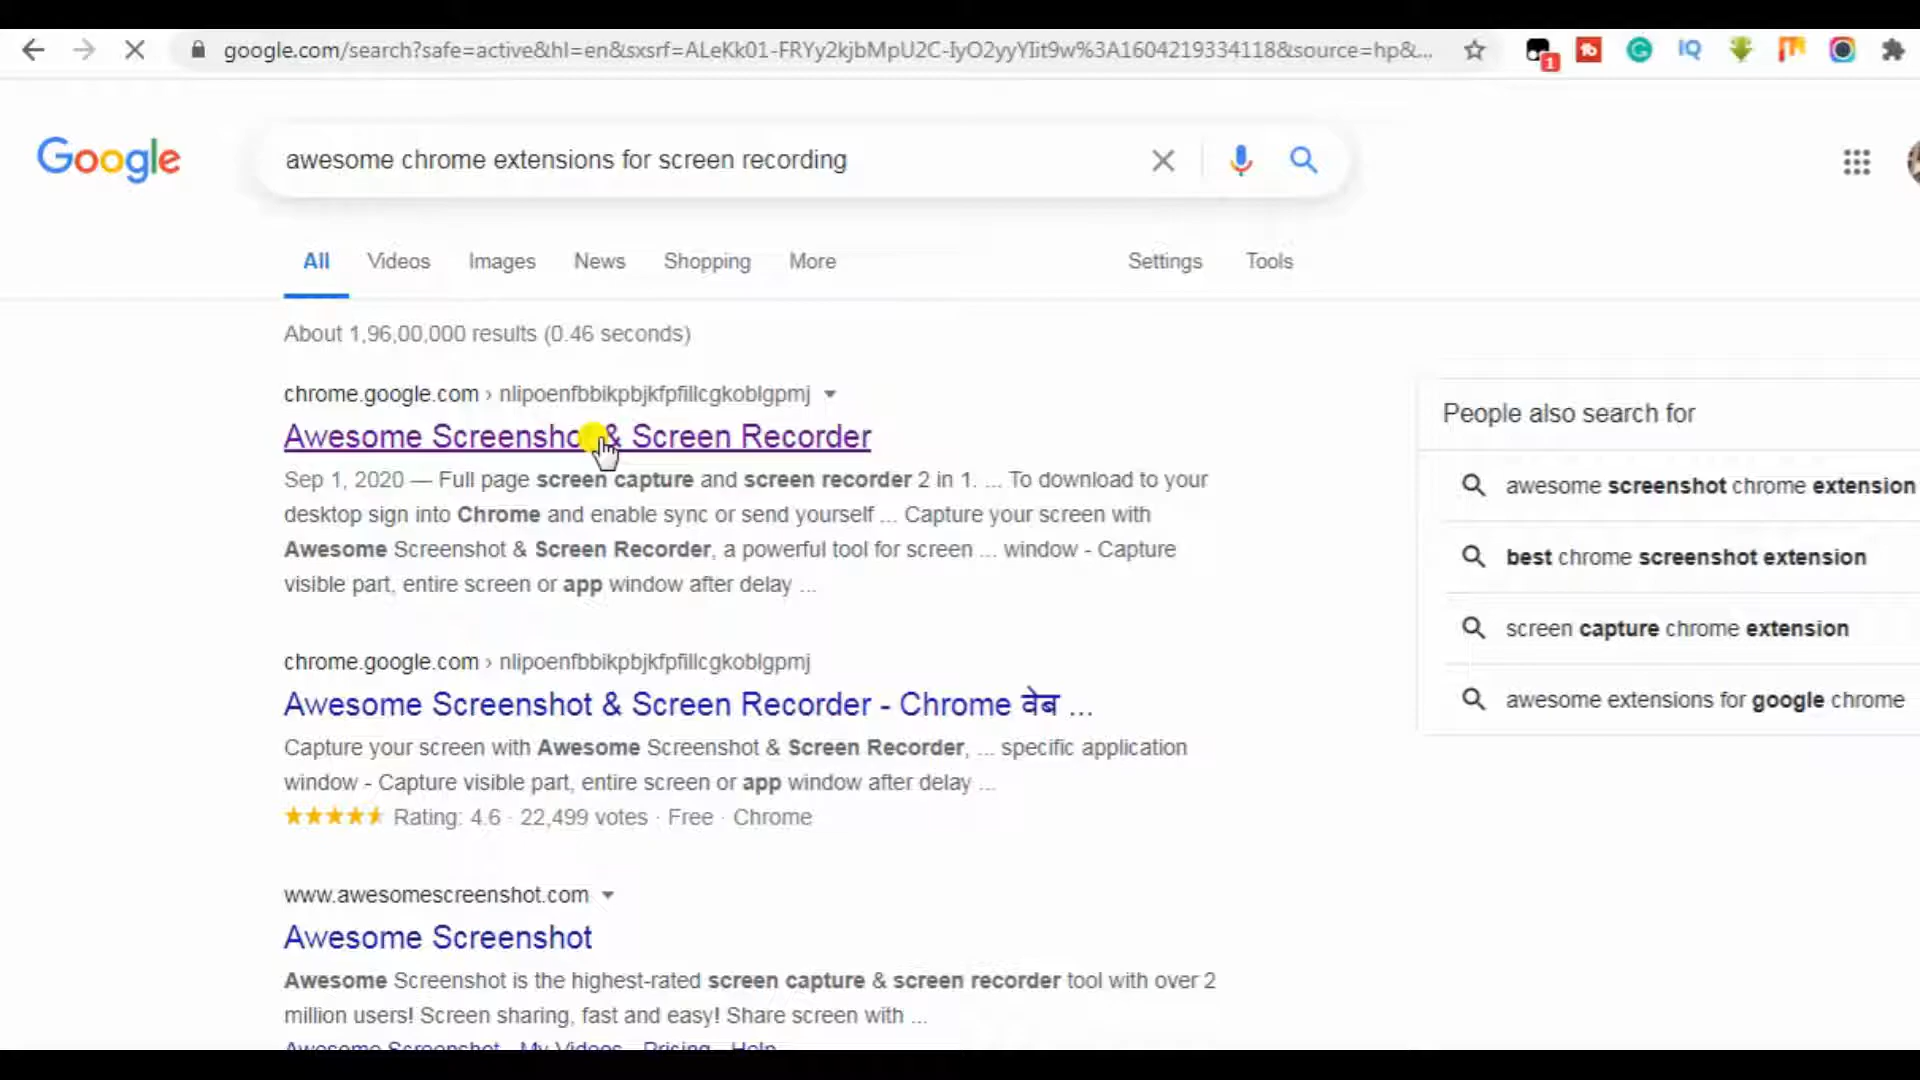 google.com/search?safe=active&hl=en&sxsrf=ALeKk01-FRYy2kjbMpU2C-IyO2yyYIit9w%3A1604219334118&source=hp&...
1
Google
awesome chrome extensions for screen recording
All Videos Images News Shopping More Settings Tools
About 1,96,00,000 results (0.46 seconds)
chrome.google.com › nlipoenfbbikpbjkfpfillcgkoblgpmj
Awesome Screenshot & Screen Recorder
Sep 1, 2020 — Full page screen capture and screen recorder 2 in 1. ... To download to your
desktop sign into Chrome and enable sync or send yourself ... Capture your screen with
Awesome Screenshot & Screen Recorder, a powerful tool for screen ... window - Capture
visible part, entire screen or app window after delay ...
chrome.google.com › nlipoenfbbikpbjkfpfillcgkoblgpmj
Awesome Screenshot & Screen Recorder - Chrome वेब ...
Capture your screen with Awesome Screenshot & Screen Recorder, ... specific application
window - Capture visible part, entire screen or app window after delay ...
Rating: 4.6 · 22,499 votes · Free · Chrome
www.awesomescreenshot.com
Awesome Screenshot
Awesome Screenshot is the highest-rated screen capture & screen recorder tool with over 2
million users! Screen sharing, fast and easy! Share screen with ...
Awesome Screenshot · My Videos · Pricing · Help
People also search for
awesome screenshot chrome extension
best chrome screenshot extension
screen capture chrome extension
awesome extensions for google chrome